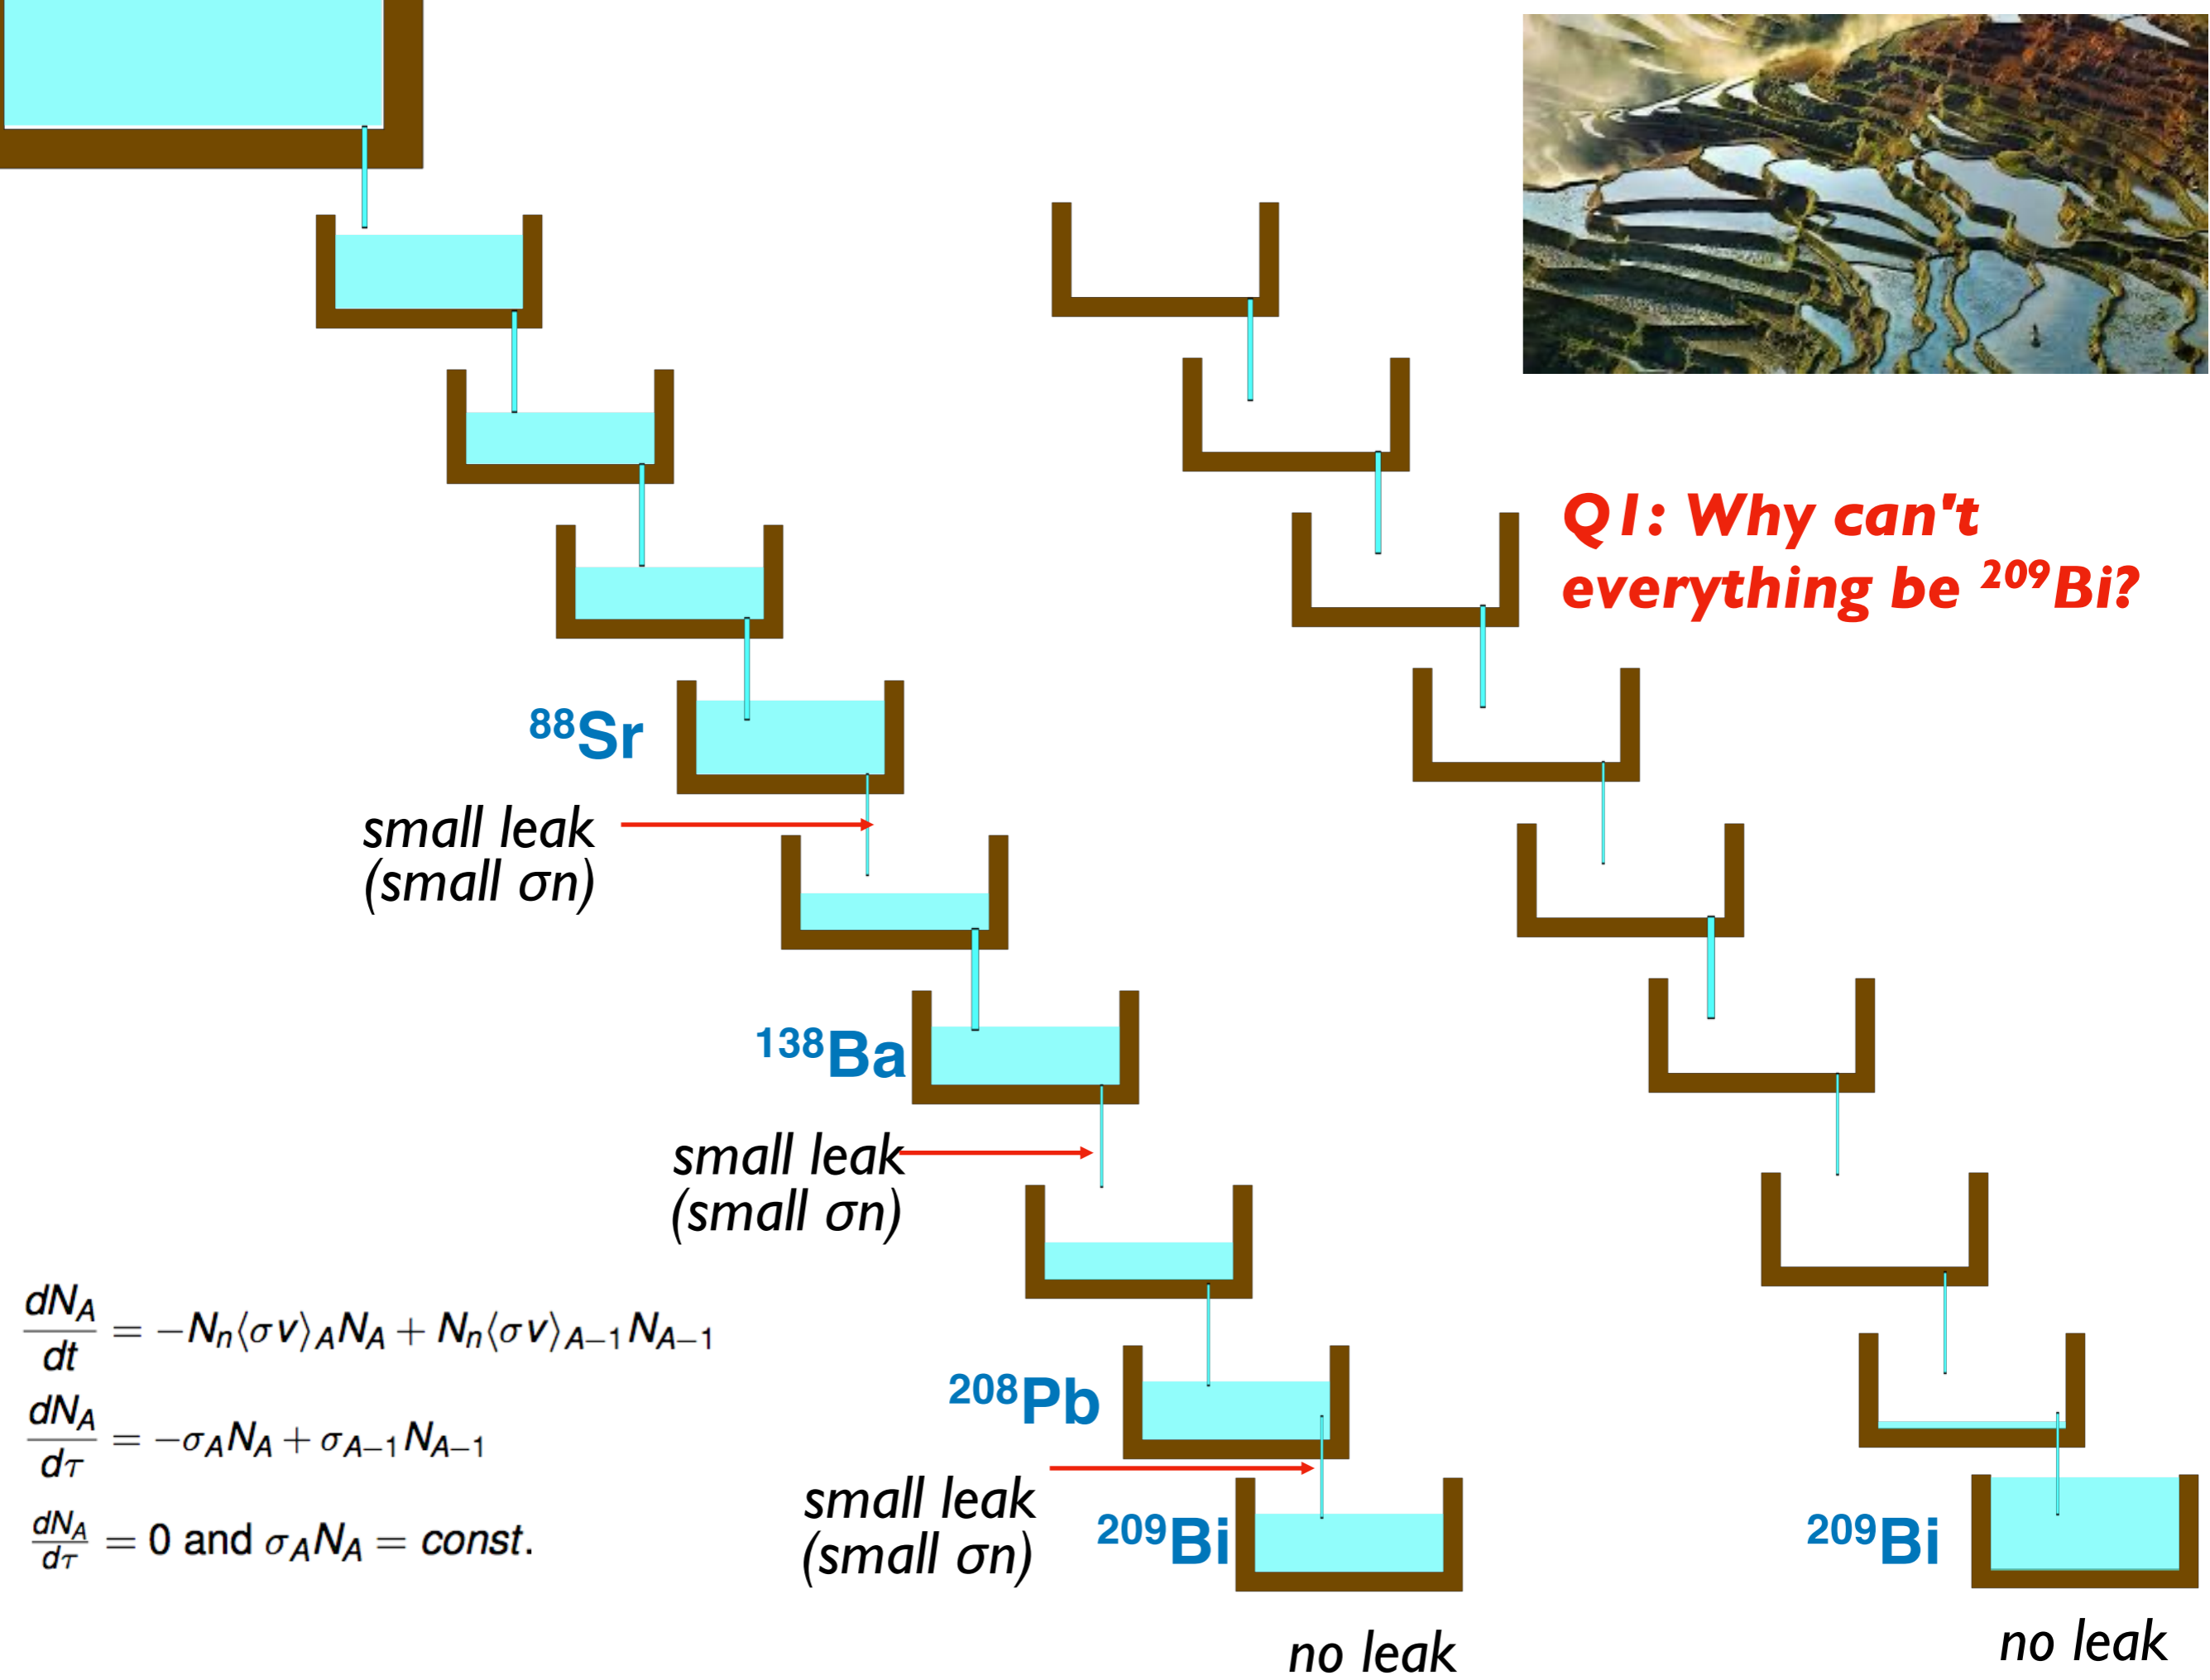 Q1: Why can't
everything be ²⁰⁹Bi?
⁸⁸Sr
small leak
(small σn)
¹³⁸Ba
small leak
(small σn)
dN_A/dt = −N_n⟨σv⟩_A N_A + N_n⟨σv⟩_{A−1} N_{A−1}
dN_A/dτ = −σ_A N_A + σ_{A−1} N_{A−1}
dN_A/dτ = 0 and σ_A N_A = const.
²⁰⁸Pb
small leak
(small σn)
²⁰⁹Bi
no leak
²⁰⁹Bi
no leak